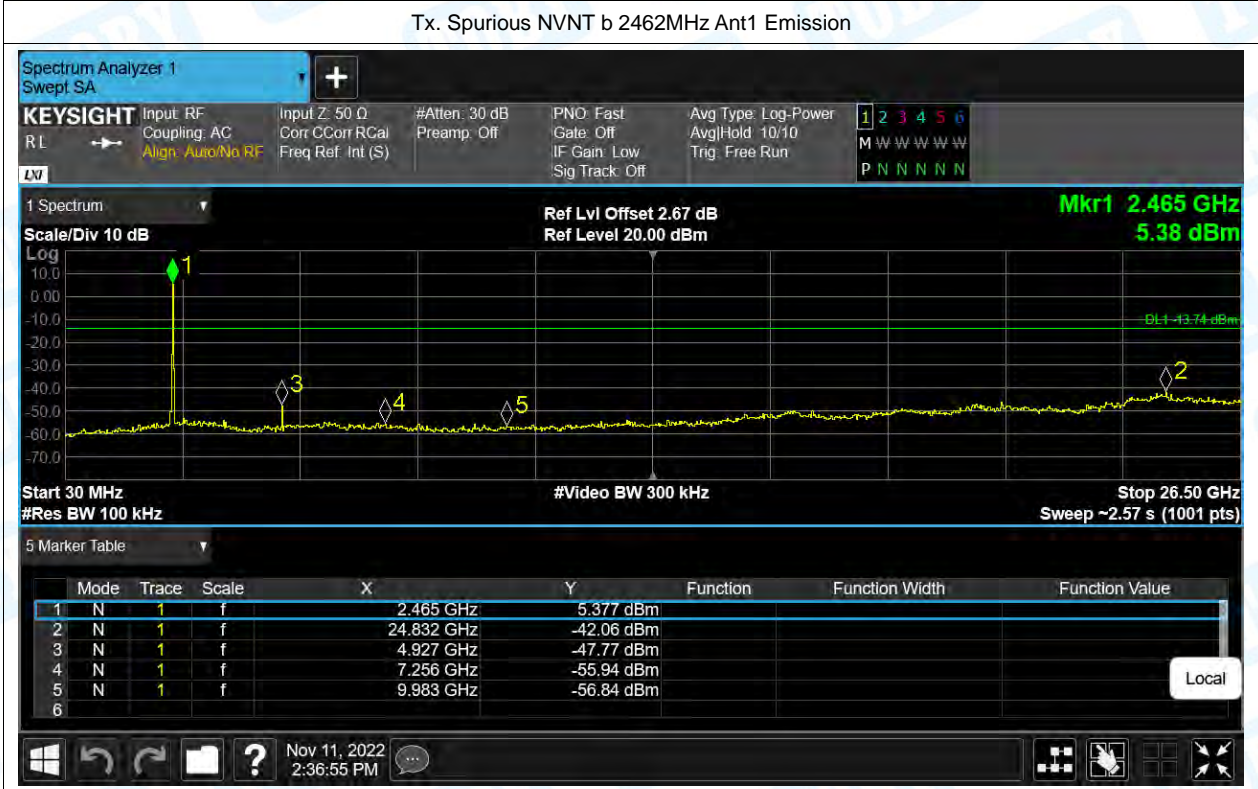 Tx. Spurious NVNT b 2462MHz Ant1 Emission
Spectrum Analyzer 1
Swept SA
+
KEYSIGHT Input: RF Input Z: 50 Ω #Atten: 30 dB PNO: Fast Avg Type: Log-Power 1 2 3 4 5 6
R L Coupling: AC Corr CCorr RCal Preamp: Off Gate: Off Avg|Hold: 10/10 M W W W W W
Align: Auto/No RF Freq Ref: Int (S) IF Gain: Low Trig: Free Run
LXI Sig Track: Off P N N N N N
1 Spectrum Ref Lvl Offset 2.67 dB Mkr1 2.465 GHz
Scale/Div 10 dB Ref Level 20.00 dBm 5.38 dBm
Log
1
10.0
0.00
-10.0 DL1 -13.74 dBm
-20.0
-30.0
2
-40.0 3
4 5
-50.0
-60.0
-70.0
Start 30 MHz #Video BW 300 kHz Stop 26.50 GHz
#Res BW 100 kHz Sweep ~2.57 s (1001 pts)
5 Marker Table
Mode Trace Scale X Y Function Function Width Function Value
1 N 1 f 2.465 GHz 5.377 dBm
2 N 1 f 24.832 GHz -42.06 dBm
3 N 1 f 4.927 GHz -47.77 dBm
4 N 1 f 7.256 GHz -55.94 dBm
5 N 1 f 9.983 GHz -56.84 dBm
6
Local
? Nov 11, 2022
2:36:55 PM